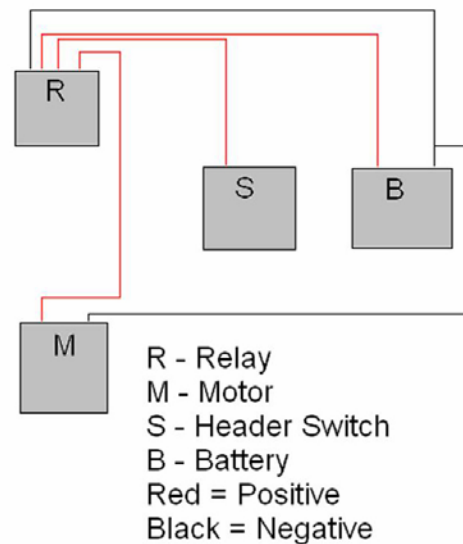 R
S
B
M
R - Relay
M - Motor
S - Header Switch
B - Battery
Red = Positive
Black = Negative